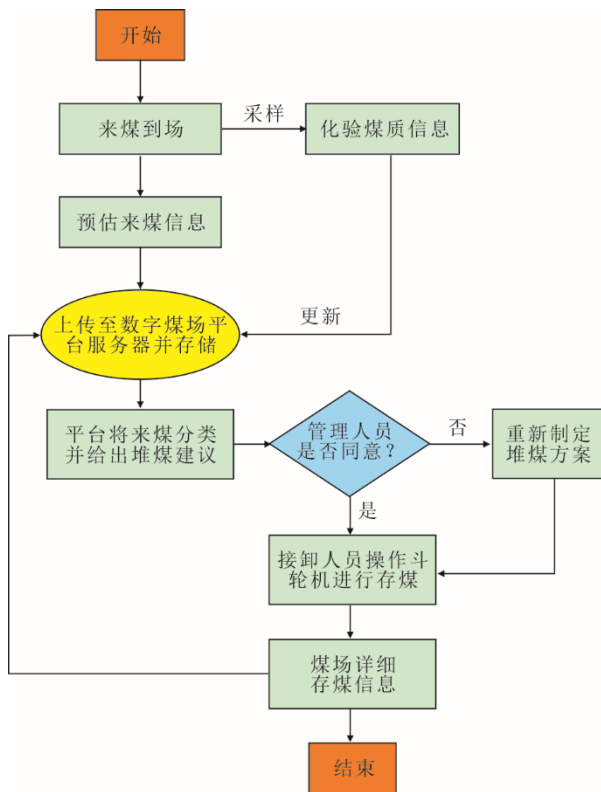 开始
来煤到场
采样
化验煤质信息
预估来煤信息
更新
上传至数字煤场平
台服务器并存储
平台将来煤分类
并给出堆煤建议
管理人员
是否同意？
否
重新制定
堆煤方案
是
接卸人员操作斗
轮机进行存煤
煤场详细
存煤信息
结束